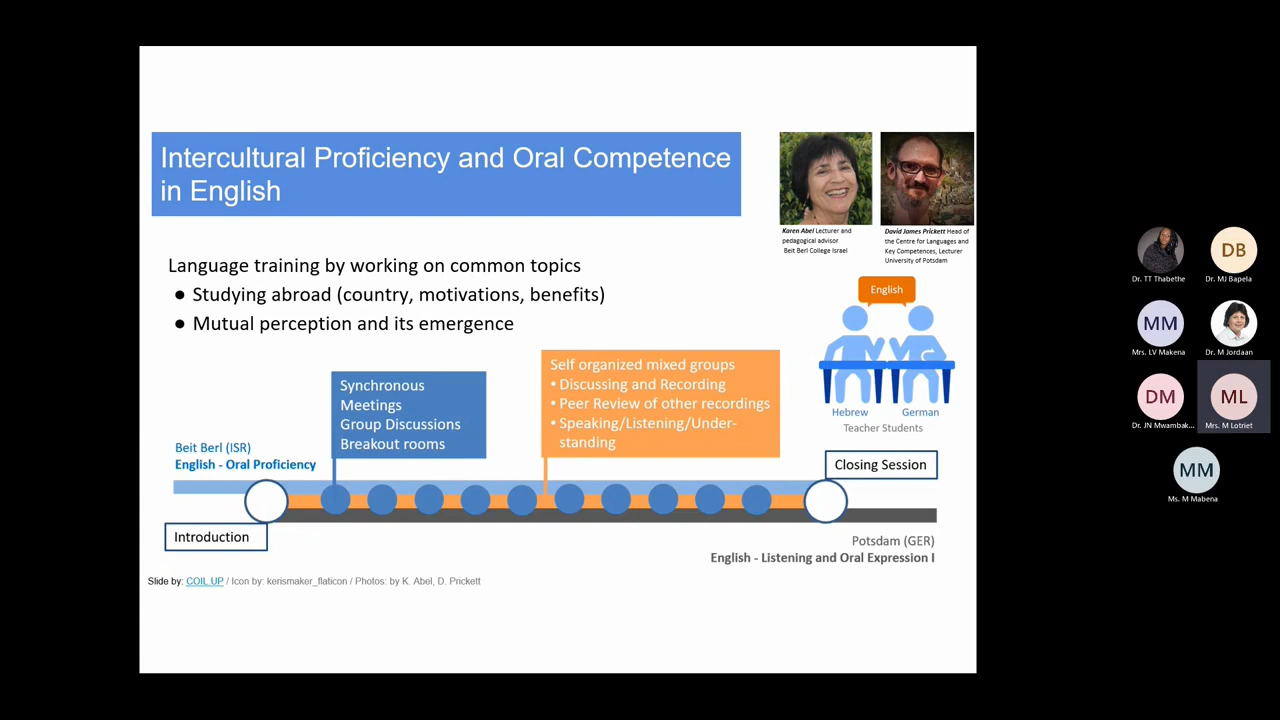 Intercultural Proficiency and Oral Competence
in English
Karen Abel Lecturer and
pedagogical advisor
Beit Berl College Israel
David James Prickett Head of
the Centre for Languages and
Key Competences, Lecturer
University of Potsdam
Language training by working on common topics
● Studying abroad (country, motivations, benefits)
● Mutual perception and its emergence
English
Hebrew
German
Teacher Students
Synchronous
Meetings
Group Discussions
Breakout rooms
Self organized mixed groups
• Discussing and Recording
• Peer Review of other recordings
• Speaking/Listening/Under-
standing
Beit Berl (ISR)
English - Oral Proficiency
Closing Session
Introduction
Potsdam (GER)
English - Listening and Oral Expression I
Slide by: COIL UP / Icon by: kerismaker_flaticon / Photos: by K. Abel, D. Prickett
Dr. TT Thabethe
DB
Dr. MJ Bapela
MM
Mrs. LV Makena
Dr. M Jordaan
DM
Dr. JN Mwambak...
ML
Mrs. M Lotriet
MM
Ms. M Mabena